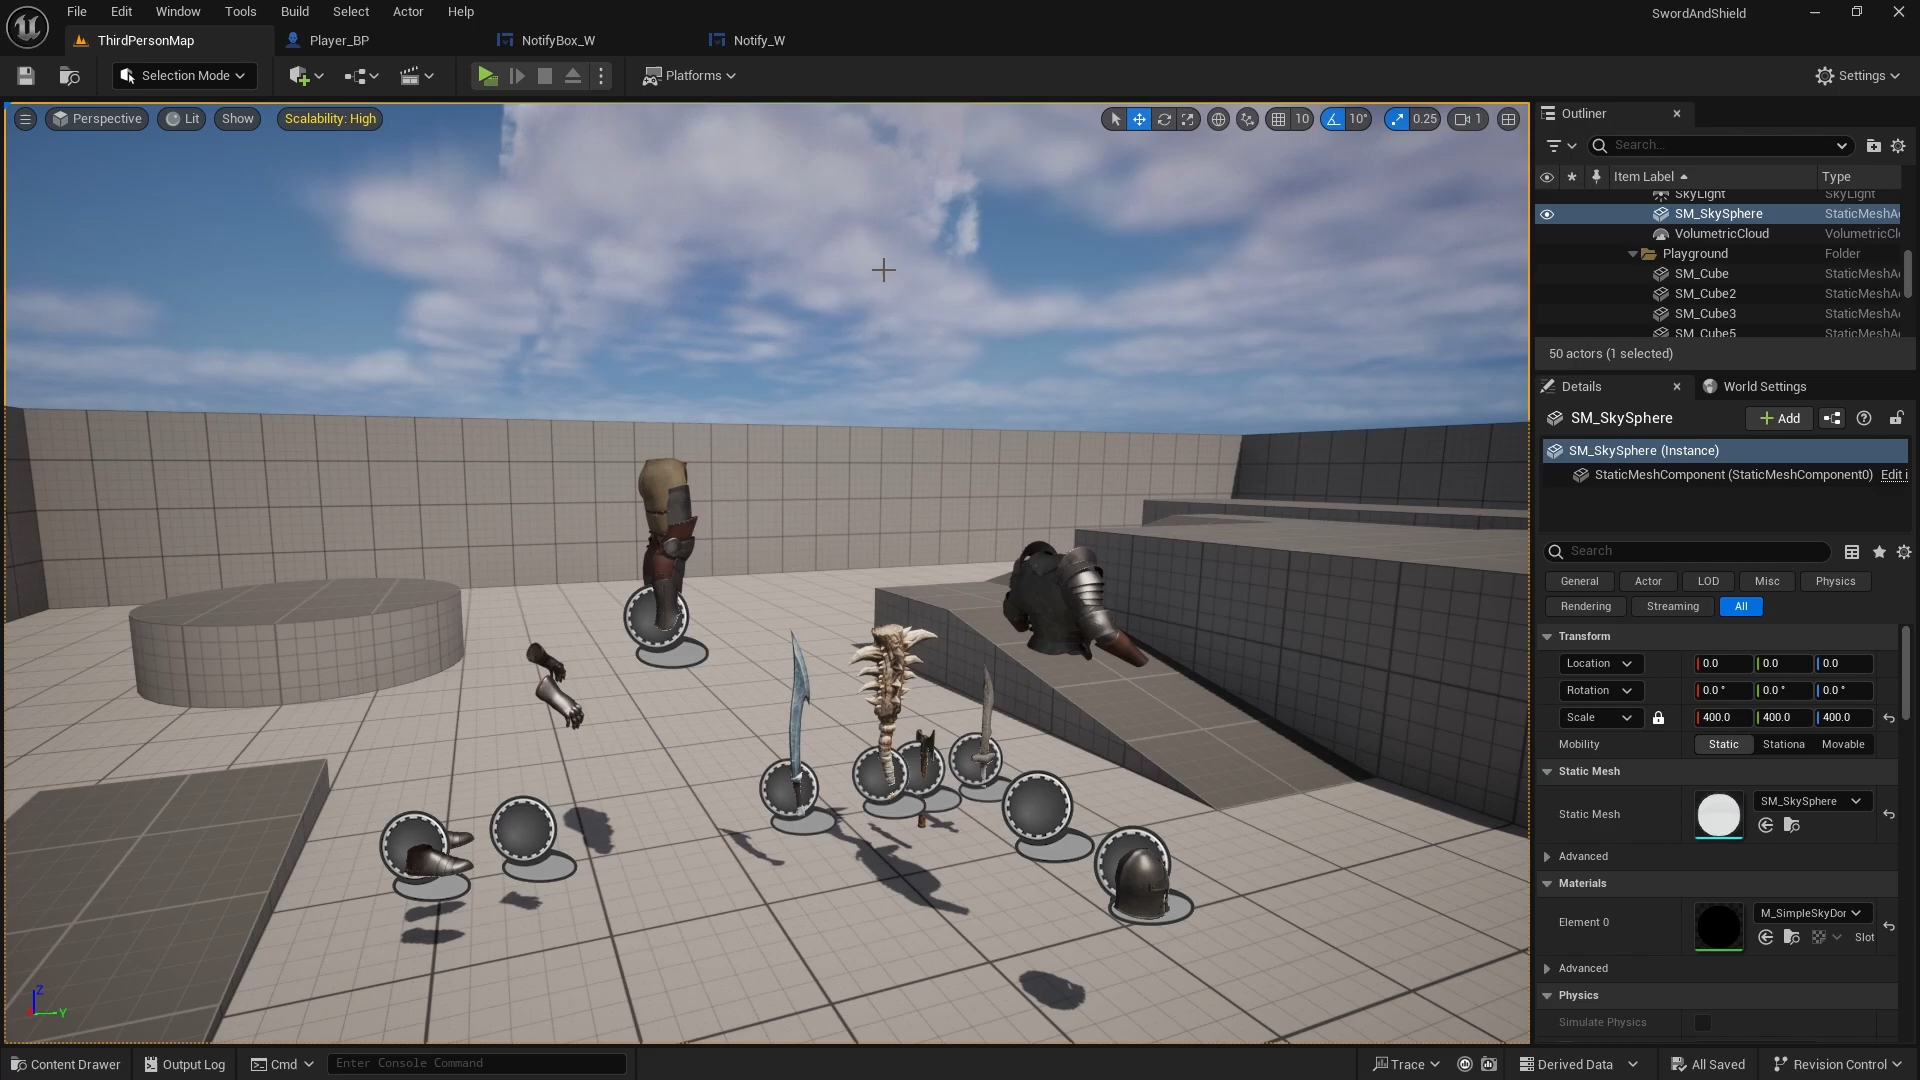 File Edit Window Tools Build Select Actor Help
SwordAndShield
ThirdPersonMap Player_BP NotifyBox_W Notify_W
Selection Mode Platforms Settings
Perspective Lit Show Scalability: High 10 10° 0.25 1
Outliner
Search...
Item Label Type
SkyLight SkyLight
SM_SkySphere StaticMeshA
VolumetricCloud VolumetricCl
Playground Folder
SM_Cube StaticMeshA
SM_Cube2 StaticMeshA
SM_Cube3 StaticMeshA
SM_Cube5 StaticMeshA
50 actors (1 selected)
Details World Settings
SM_SkySphere Add
SM_SkySphere (Instance)
StaticMeshComponent (StaticMeshComponent0) Edit i
Search
General Actor LOD Misc Physics
Rendering Streaming All
Transform
Location 0.0 0.0 0.0
Rotation 0.0 ° 0.0 ° 0.0 °
Scale 400.0 400.0 400.0
Mobility Static Stationa Movable
Static Mesh
Static Mesh SM_SkySphere
Advanced
Materials
Element 0 M_SimpleSkyDor
Slot
Advanced
Physics
Simulate Physics
Z
Y
Content Drawer Output Log Cmd Enter Console Command Trace Derived Data All Saved Revision Control